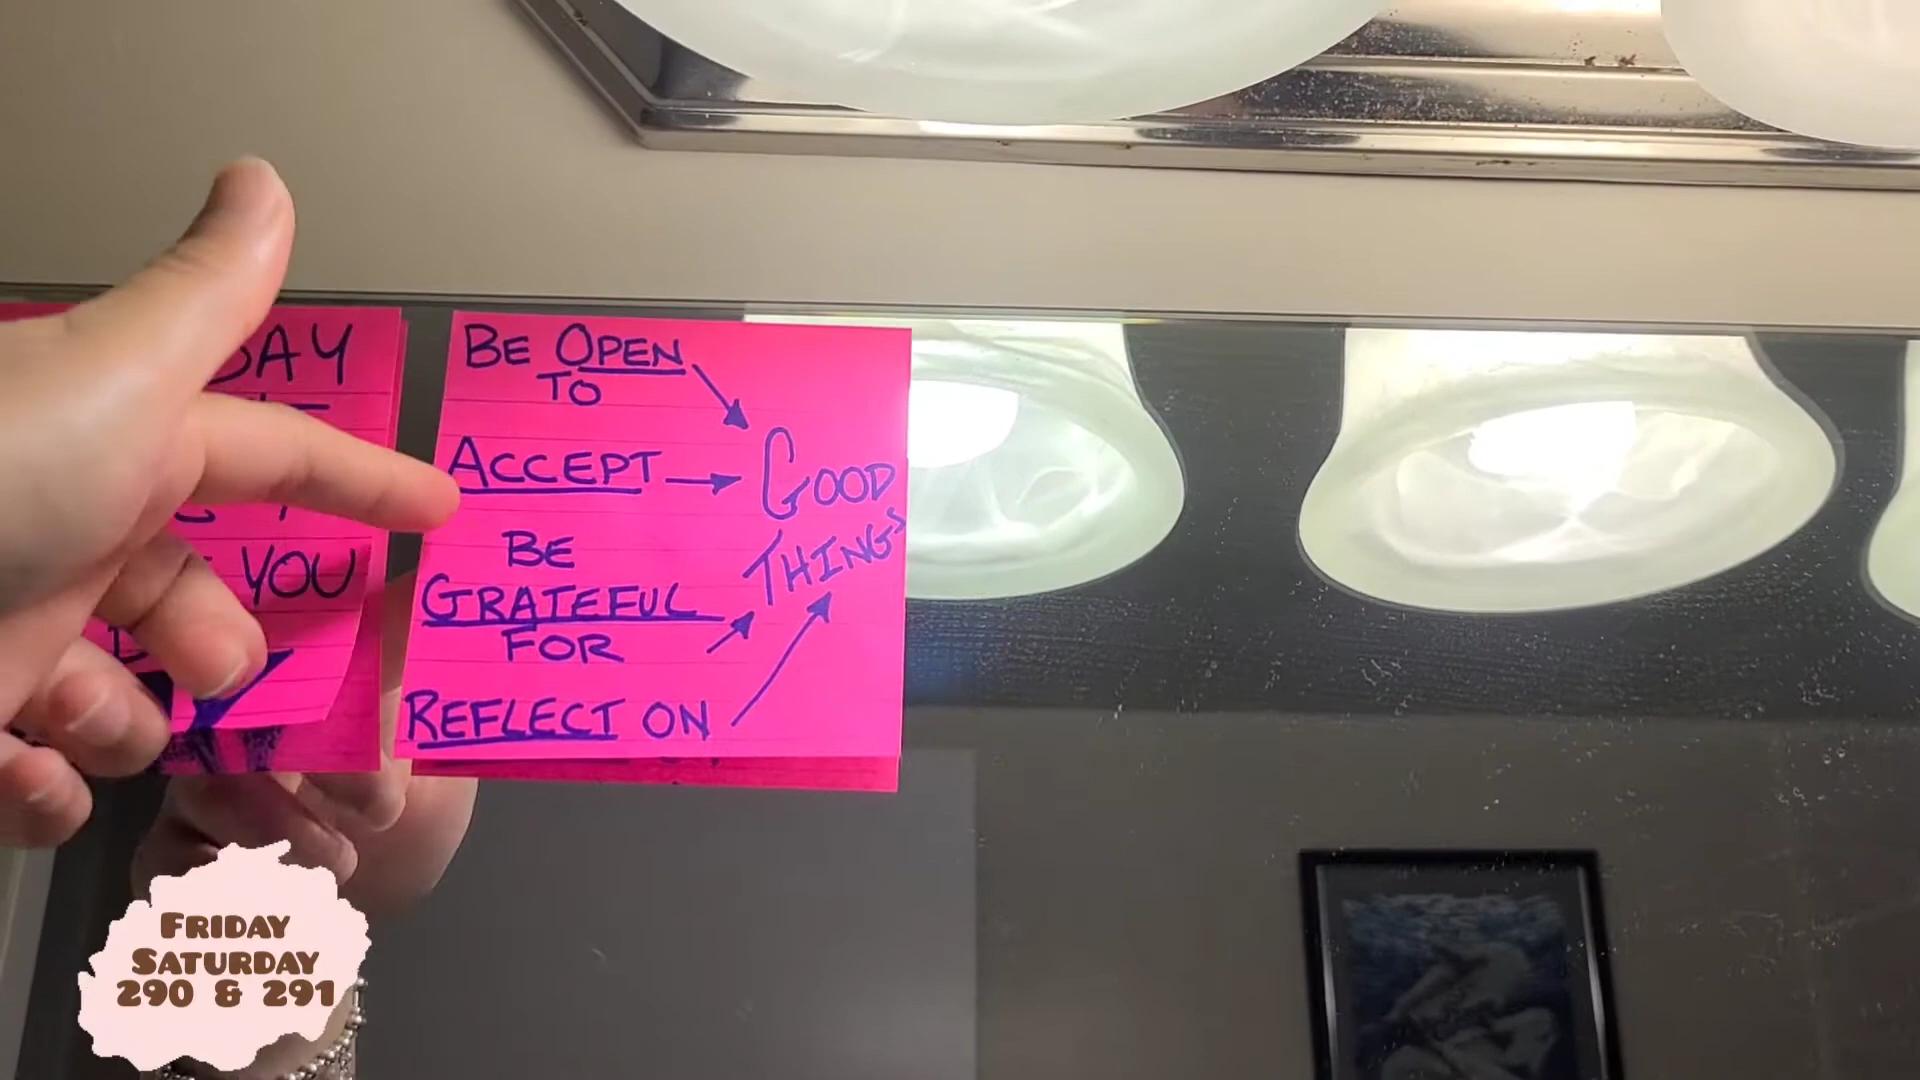 DAY
YOU
BE OPEN
TO
ACCEPT
GOOD
THINGS
BE
GRATEFUL
FOR
REFLECT ON
FRIDAY
SATURDAY
290 & 291